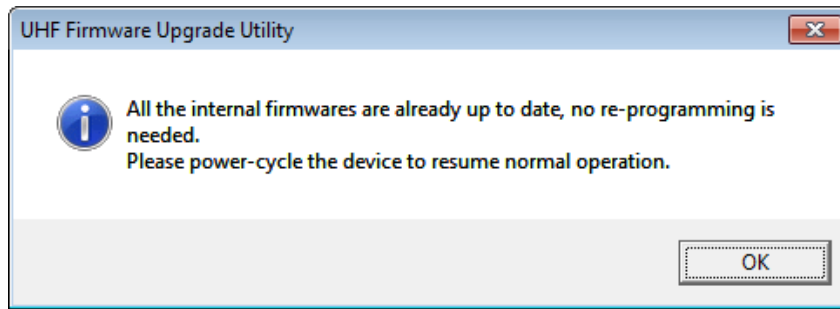 UHF Firmware Upgrade Utility
All the internal firmwares are already up to date, no re-programming is
needed.
Please power-cycle the device to resume normal operation.
OK